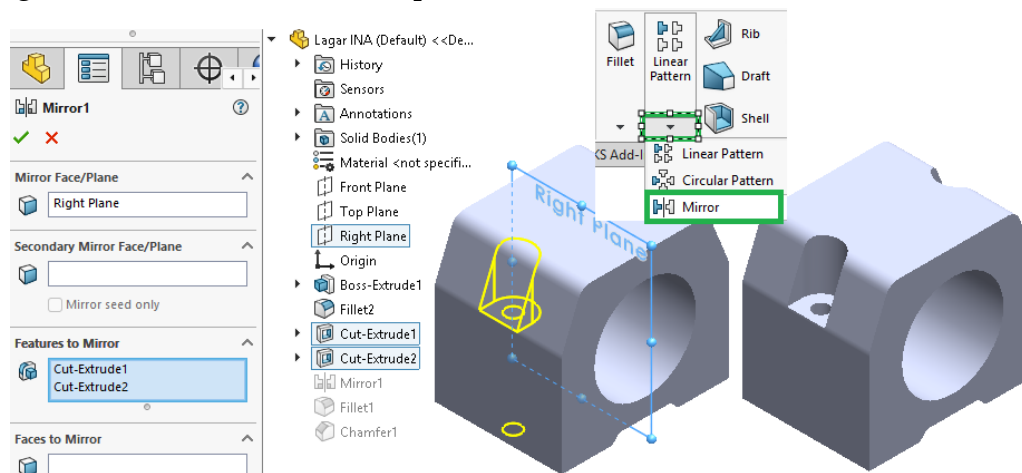 Mirror1
Mirror Face/Plane
Right Plane
Secondary Mirror Face/Plane
Mirror seed only
Features to Mirror
Cut-Extrude1
Cut-Extrude2
Faces to Mirror
Lagar INA (Default) <<De...
History
Sensors
Annotations
Solid Bodies(1)
Material <not specifi...
Front Plane
Top Plane
Right Plane
Origin
Boss-Extrude1
Fillet2
Cut-Extrude1
Cut-Extrude2
Mirror1
Fillet1
Chamfer1
Right Plane
Fillet
Linear
Pattern
Rib
Draft
Shell
KS Add-I
Linear Pattern
Circular Pattern
Mirror